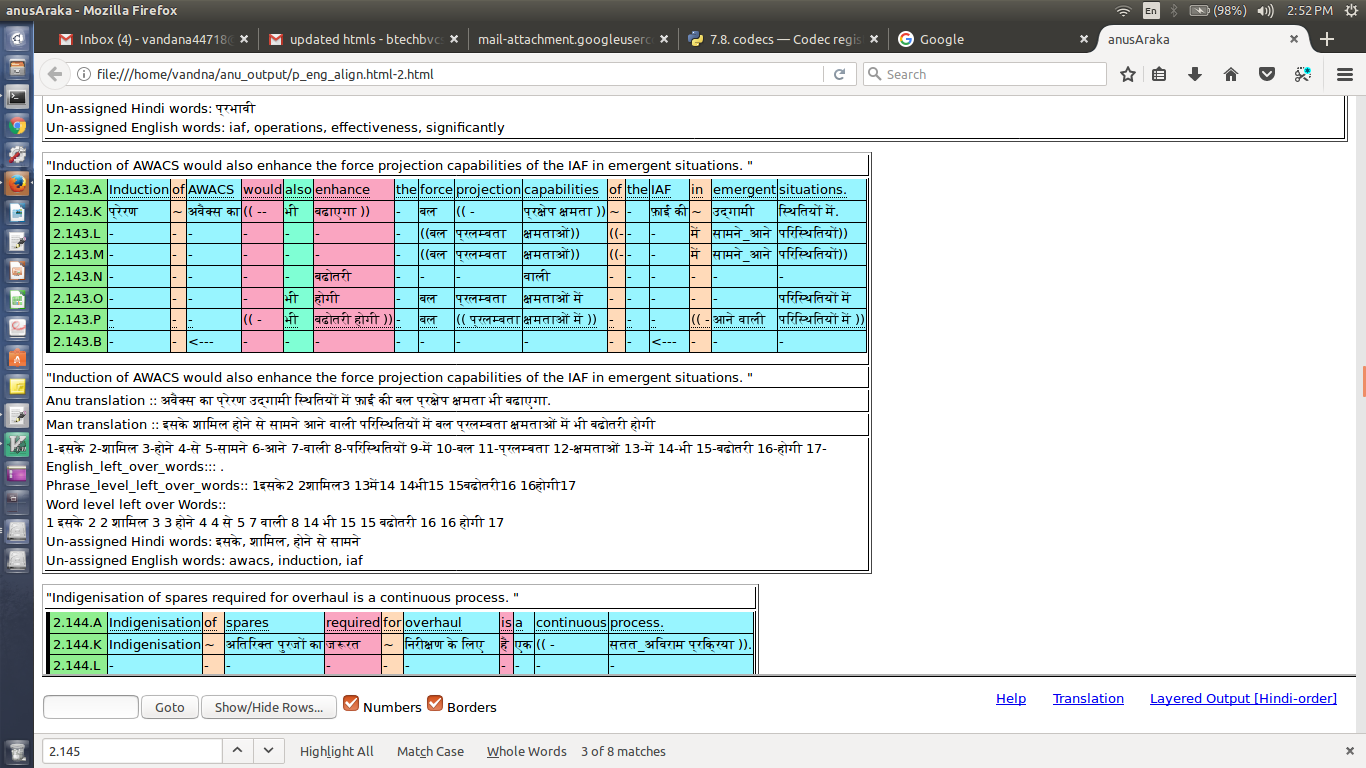 anusAraka - Mozilla Firefox En (98%) 2:52 PM
Inbox (4) - vandana44718@ updated htmls - btechbvcs mail-attachment.googleuserc 7.8. codecs — Codec regis Google anusAraka
file:///home/vandna/anu_output/p_eng_align.html-2.html Search
Un-assigned Hindi words: प्रभावी
Un-assigned English words: iaf, operations, effectiveness, significantly
"Induction of AWACS would also enhance the force projection capabilities of the IAF in emergent situations. "
2.143.A Induction of AWACS would also enhance the force projection capabilities of the IAF in emergent situations.
2.143.K प्रेरण ~ अवैक्स का (( -- भी बढाएगा )) - बल (( - प्रक्षेप क्षमता )) ~ - फ़ाई की ~ उद्गामी स्थितियों में.
2.143.L - - - - - - - ((बल प्रलम्बता क्षमताओं)) ((- - - में सामने_आने परिस्थितियों))
2.143.M - - - - - - - ((बल प्रलम्बता क्षमताओं)) ((- - - में सामने_आने परिस्थितियों))
2.143.N - - - - - बढोतरी - - - वाली - - - - - -
2.143.O - - - - भी होगी - बल प्रलम्बता क्षमताओं में - - - - - परिस्थितियों में
2.143.P - - - (( - भी बढोतरी होगी )) - बल (( प्रलम्बता क्षमताओं में )) - - - (( - आने वाली परिस्थितियों में ))
2.143.B - - <--- - - - - - - - - - <--- - - -
"Induction of AWACS would also enhance the force projection capabilities of the IAF in emergent situations. "
Anu translation :: अवैक्स का प्रेरण उद्गामी स्थितियों में फ़ाई की बल प्रक्षेप क्षमता भी बढाएगा.
Man translation :: इसके शामिल होने से सामने आने वाली परिस्थितियों में बल प्रलम्बता क्षमताओं में भी बढोतरी होगी
1-इसके 2-शामिल 3-होने 4-से 5-सामने 6-आने 7-वाली 8-परिस्थितियों 9-में 10-बल 11-प्रलम्बता 12-क्षमताओं 13-में 14-भी 15-बढोतरी 16-होगी 17-
English_left_over_words::: .
Phrase_level_left_over_words:: 1इसके2 2शामिल3 13में14 14भी15 15बढोतरी16 16होगी17
Word level left over Words::
1 इसके 2 2 शामिल 3 3 होने 4 4 से 5 7 वाली 8 14 भी 15 15 बढोतरी 16 16 होगी 17
Un-assigned Hindi words: इसके, शामिल, होने से सामने
Un-assigned English words: awacs, induction, iaf
"Indigenisation of spares required for overhaul is a continuous process. "
2.144.A Indigenisation of spares required for overhaul is a continuous process.
2.144.K Indigenisation ~ अतिरिक्त पुरजों का जरूरत ~ निरीक्षण के लिए है एक (( - सतत_अविराम प्रक्रिया )).
2.144.L - - - - - - - - - -
Goto Show/Hide Rows... Numbers Borders Help Translation Layered Output [Hindi-order]
2.145 Highlight All Match Case Whole Words 3 of 8 matches